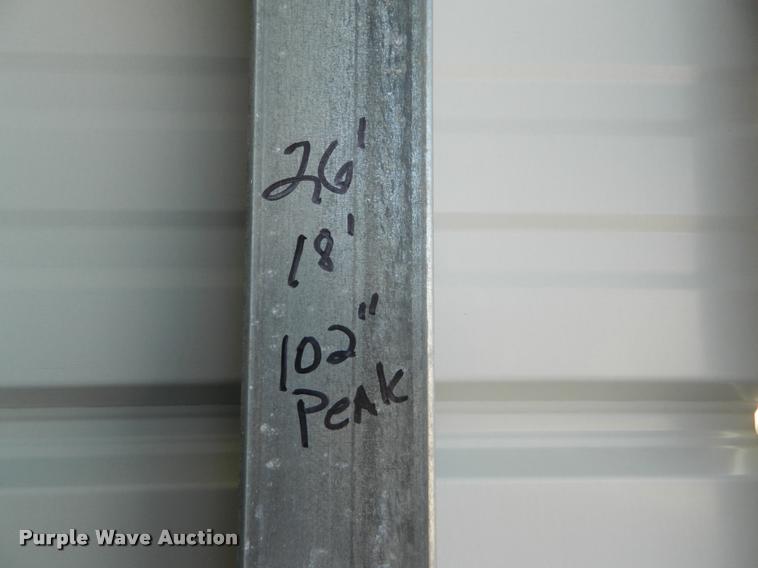 26'
18'
102"
Peak
Purple Wave Auction